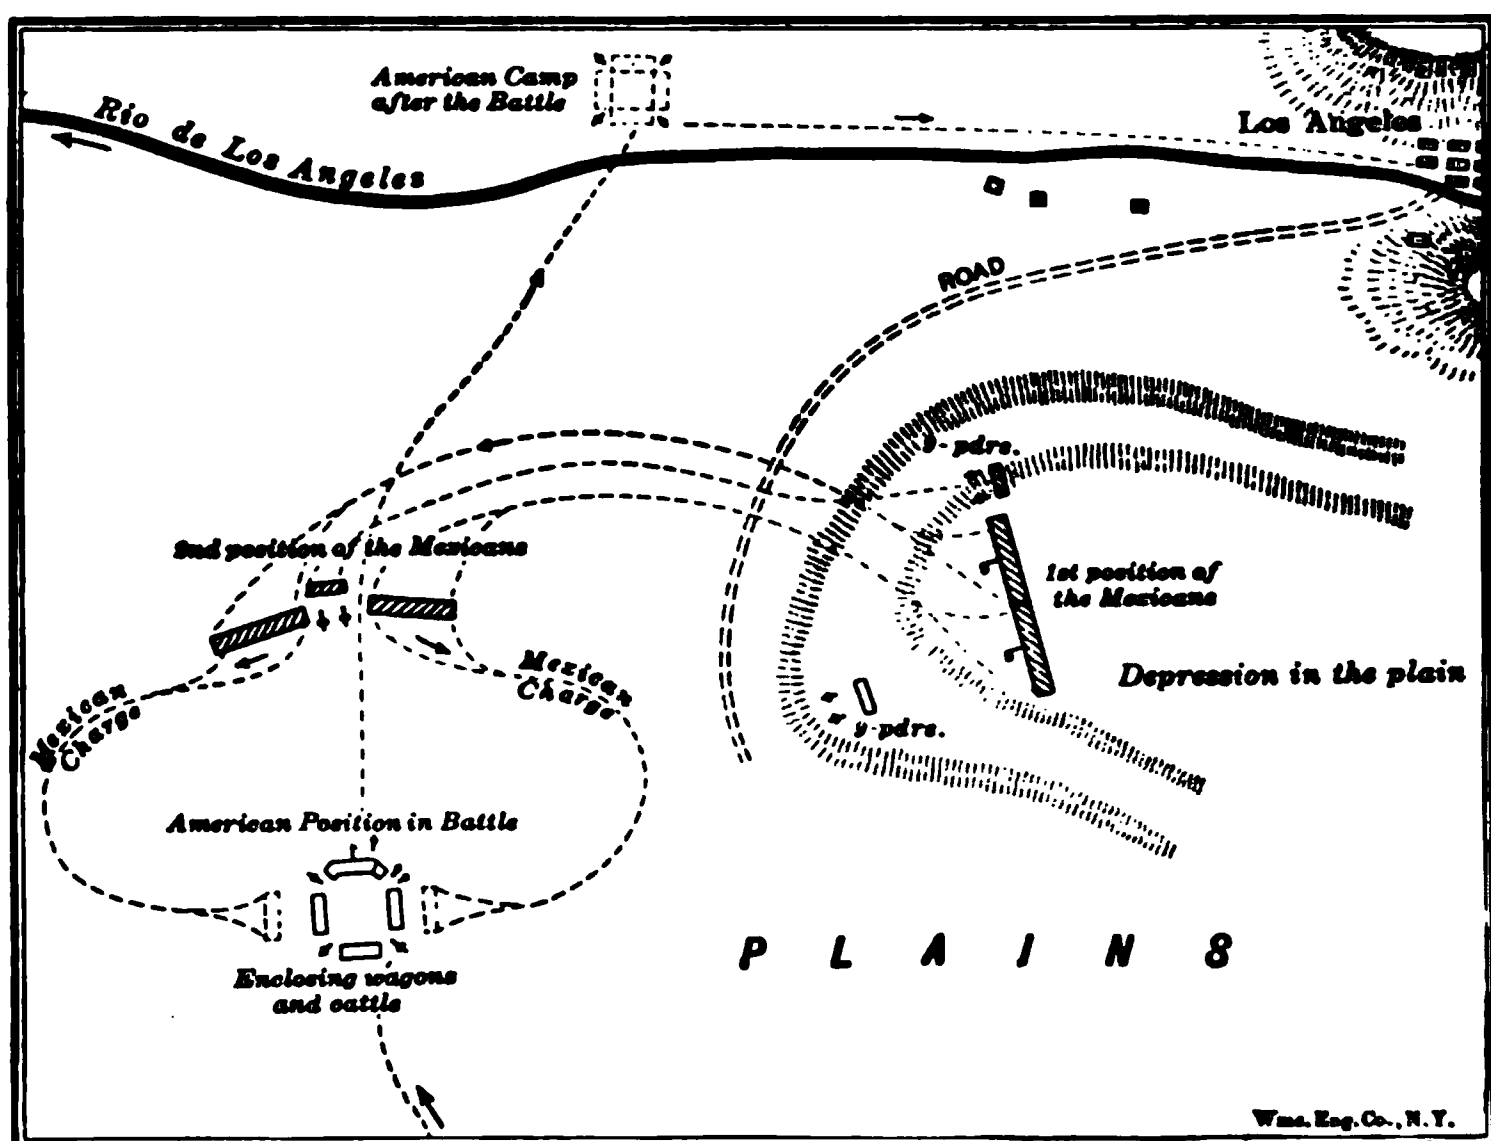 American Camp
after the Battle
Rio de Los Angeles
Los Angeles
ROAD
9-pdrs.
2nd position of the Mexicans
1st position of
the Mexicans
Mexican
Charge
Mexican
Charge
Depression in the plain
9-pdrs.
American Position in Battle
PLAINS
Enclosing wagons
and cattle
Wms. Eng. Co., N.Y.